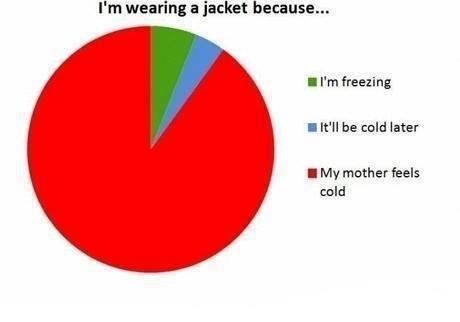 I'm wearing a jacket because...
I'm freezing
It'll be cold later
My mother feels
cold